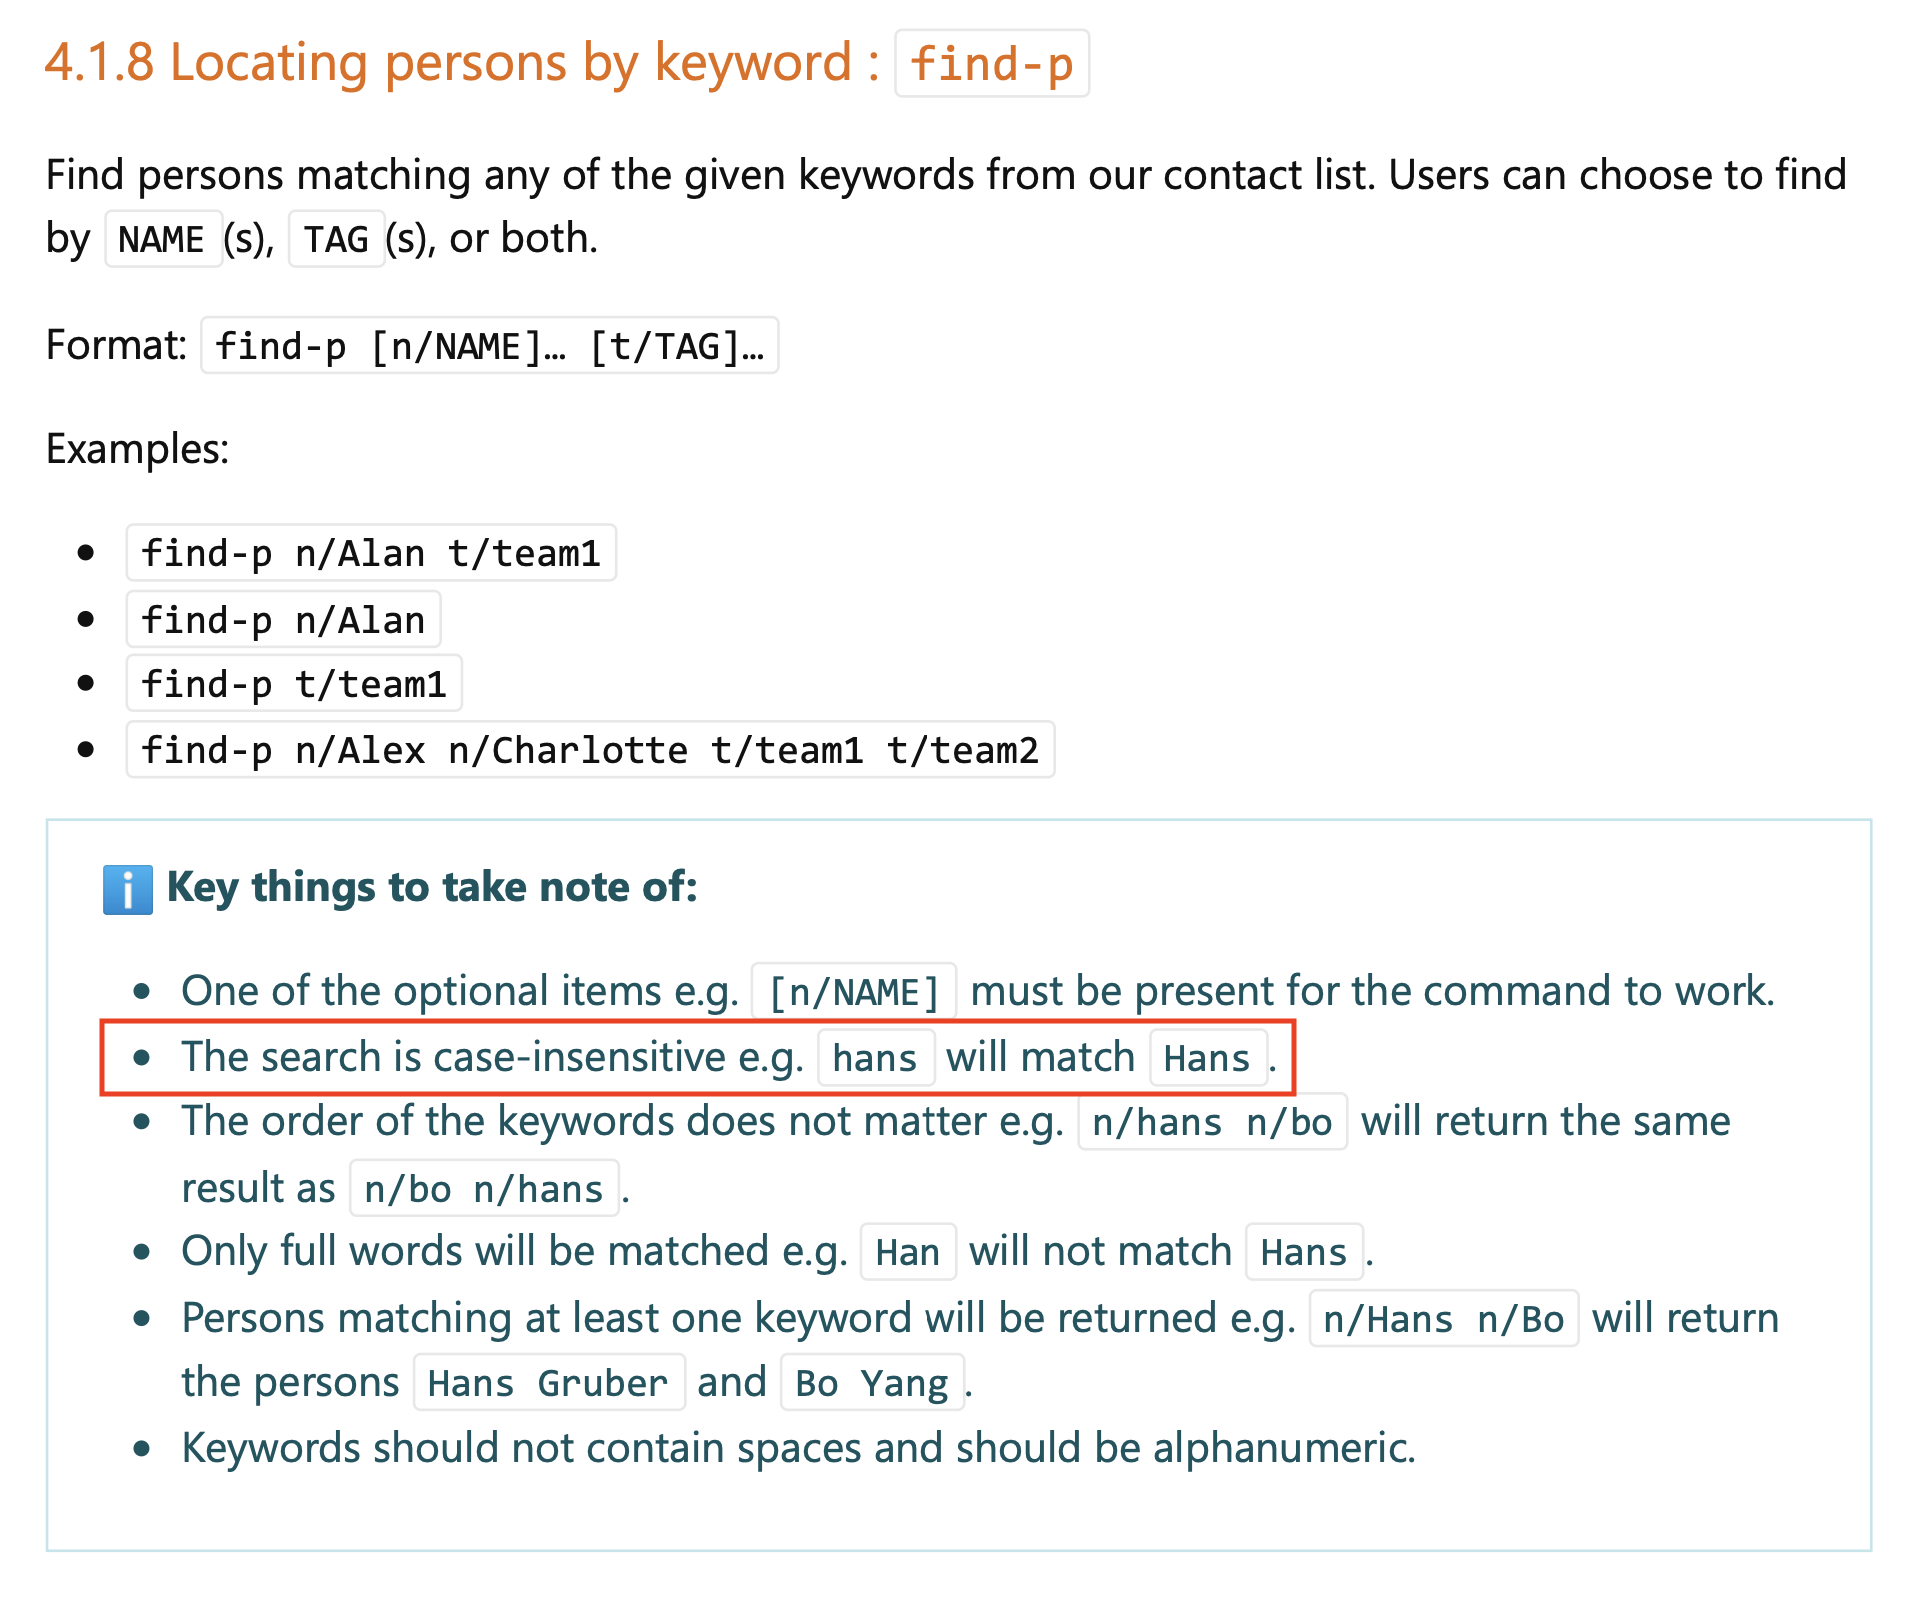 4.1.8 Locating persons by keyword : find-p
Find persons matching any of the given keywords from our contact list. Users can choose to find
by NAME (s), TAG (s), or both.
Format: find-p [n/NAME]… [t/TAG]…
Examples:
• find-p n/Alan t/team1
• find-p n/Alan
• find-p t/team1
• find-p n/Alex n/Charlotte t/team1 t/team2
ℹ️ Key things to take note of:
• One of the optional items e.g. [n/NAME] must be present for the command to work.
• The search is case-insensitive e.g. hans will match Hans .
• The order of the keywords does not matter e.g. n/hans n/bo will return the same
result as n/bo n/hans .
• Only full words will be matched e.g. Han will not match Hans .
• Persons matching at least one keyword will be returned e.g. n/Hans n/Bo will return
the persons Hans Gruber and Bo Yang .
• Keywords should not contain spaces and should be alphanumeric.